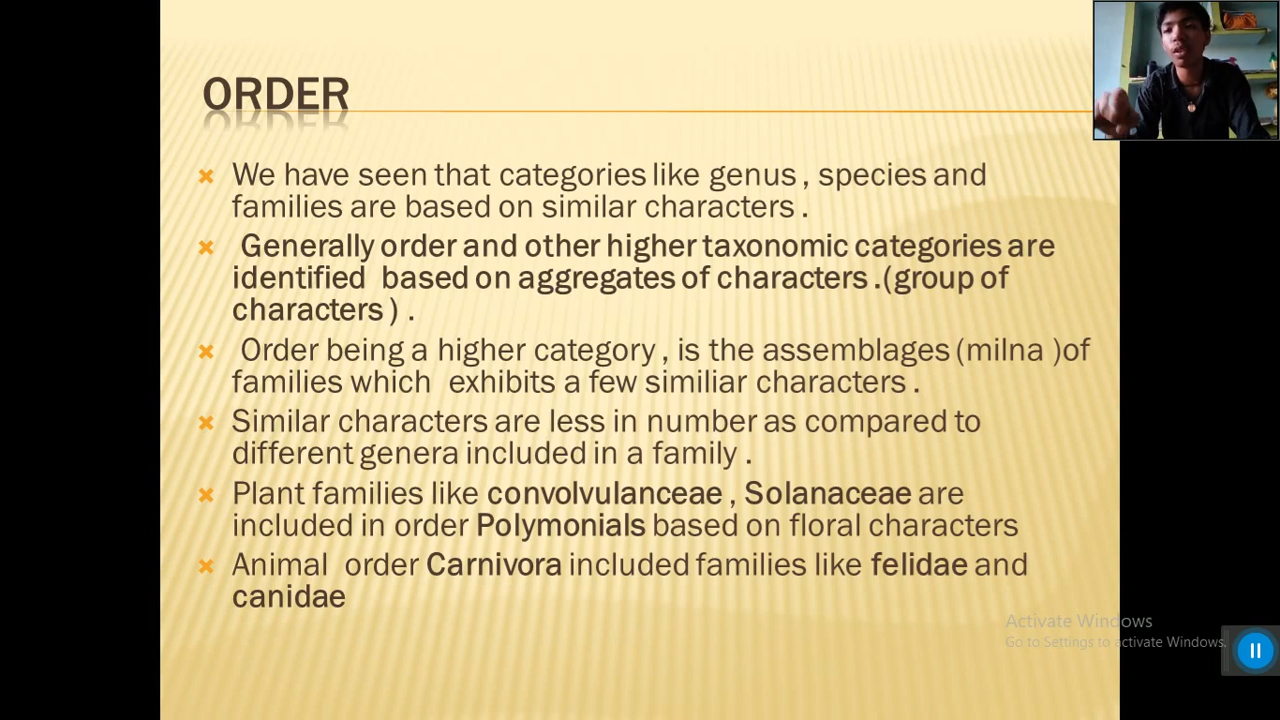 ORDER
We have seen that categories like genus , species and
families are based on similar characters .
Generally order and other higher taxonomic categories are
identified based on aggregates of characters .(group of
characters ) .
Order being a higher category , is the assemblages (milna )of
families which exhibits a few similiar characters .
Similar characters are less in number as compared to
different genera included in a family .
Plant families like convolvulanceae , Solanaceae are
included in order Polymonials based on floral characters
Animal order Carnivora included families like felidae and
canidae
Activate Windows
Go to Settings to activate Windows.